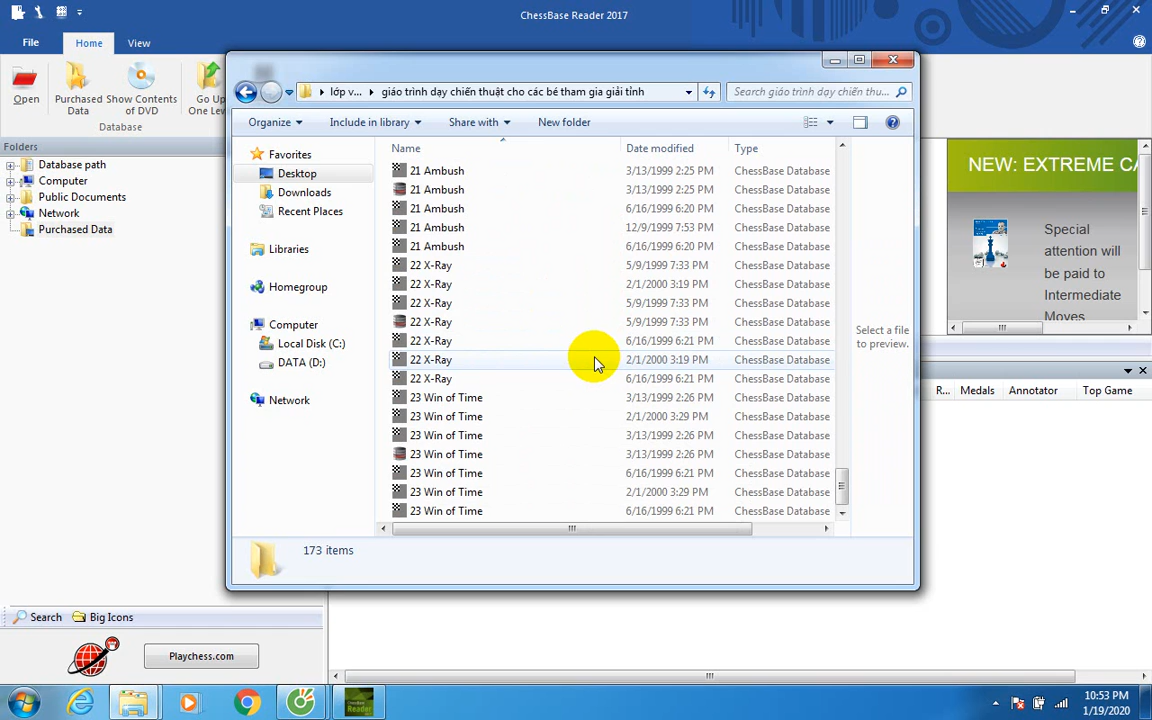 ChessBase Reader 2017
File
Home
View
Open
Purchased Data
Show Contents of DVD
Go Up One Level
Database
Folders
Database path
Computer
Public Documents
Network
Purchased Data
lớp v...
giáo trình dạy chiến thuật cho các bé tham gia giải tỉnh
Search giáo trình dạy chiến thu...
Organize
Include in library
Share with
New folder
Favorites
Desktop
Downloads
Recent Places
Libraries
Homegroup
Computer
Local Disk (C:)
DATA (D:)
Network
Name Date modified Type
21 Ambush 3/13/1999 2:25 PM ChessBase Database
21 Ambush 3/13/1999 2:25 PM ChessBase Database
21 Ambush 6/16/1999 6:20 PM ChessBase Database
21 Ambush 12/9/1999 7:53 PM ChessBase Database
21 Ambush 6/16/1999 6:20 PM ChessBase Database
22 X-Ray 5/9/1999 7:33 PM ChessBase Database
22 X-Ray 2/1/2000 3:19 PM ChessBase Database
22 X-Ray 5/9/1999 7:33 PM ChessBase Database
22 X-Ray 5/9/1999 7:33 PM ChessBase Database
22 X-Ray 6/16/1999 6:21 PM ChessBase Database
22 X-Ray 2/1/2000 3:19 PM ChessBase Database
22 X-Ray 6/16/1999 6:21 PM ChessBase Database
23 Win of Time 3/13/1999 2:26 PM ChessBase Database
23 Win of Time 2/1/2000 3:29 PM ChessBase Database
23 Win of Time 3/13/1999 2:26 PM ChessBase Database
23 Win of Time 3/13/1999 2:26 PM ChessBase Database
23 Win of Time 6/16/1999 6:21 PM ChessBase Database
23 Win of Time 2/1/2000 3:29 PM ChessBase Database
23 Win of Time 6/16/1999 6:21 PM ChessBase Database
Select a file
to preview.
173 items
NEW: EXTREME CA
Special
attention will
be paid to
Intermediate
Moves
R... Medals Annotator Top Game
Search
Big Icons
Playchess.com
Reader
10:53 PM
1/19/2020